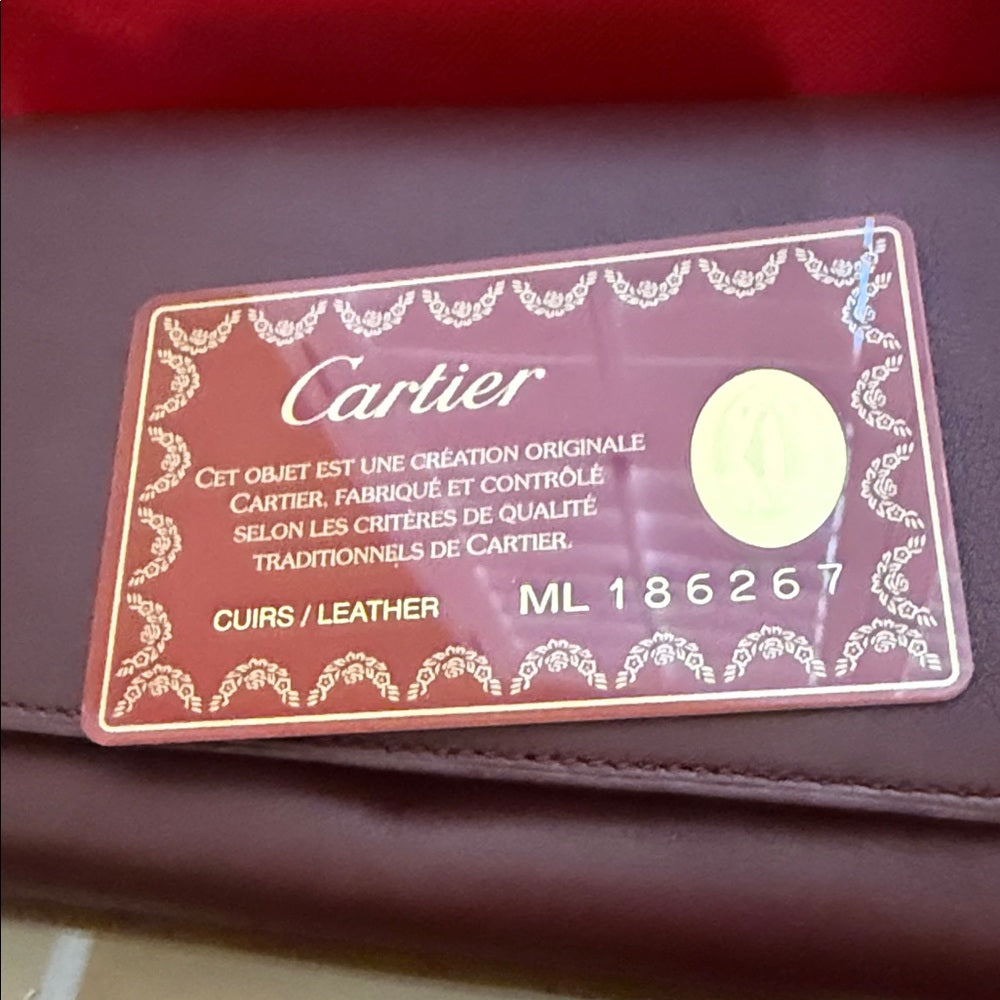 Cartier
CET OBJET EST UNE CRÉATION ORIGINALE
CARTIER, FABRIQUÉ ET CONTRÔLÉ
SELON LES CRITÈRES DE QUALITÉ
TRADITIONNELS DE CARTIER.
CUIRS / LEATHER ML 186267